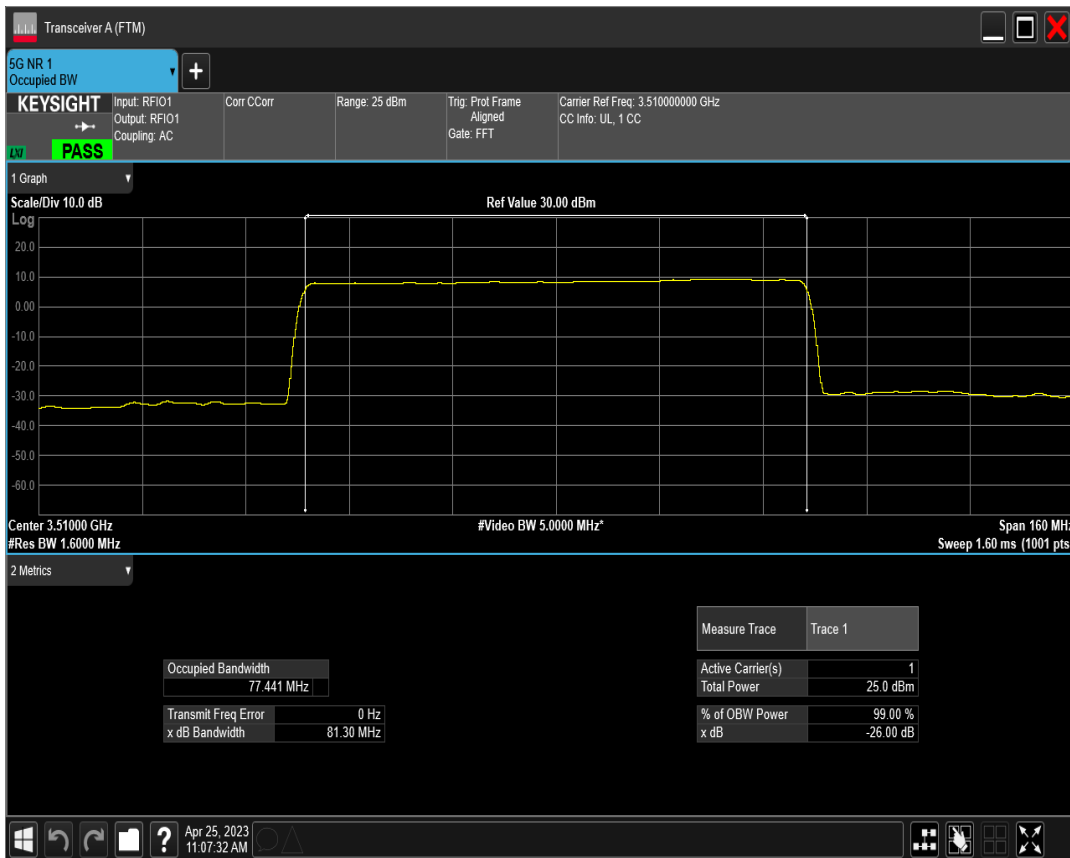 Transceiver A (FTM)
5G NR 1
Occupied BW
+
KEYSIGHT
LXI
PASS
Input: RFIO1
Output: RFIO1
Coupling: AC
Corr CCorr
Range: 25 dBm
Trig: Prot Frame
Aligned
Gate: FFT
Carrier Ref Freq: 3.510000000 GHz
CC Info: UL, 1 CC
1 Graph
Scale/Div 10.0 dB
Ref Value 30.00 dBm
Log
20.0
10.0
0.00
-10.0
-20.0
-30.0
-40.0
-50.0
-60.0
Center 3.51000 GHz
#Video BW 5.0000 MHz*
Span 160 MHz
#Res BW 1.6000 MHz
Sweep 1.60 ms (1001 pts
2 Metrics
Measure Trace Trace 1
Occupied Bandwidth
77.441 MHz
Active Carrier(s) 1
Total Power 25.0 dBm
Transmit Freq Error 0 Hz
x dB Bandwidth 81.30 MHz
% of OBW Power 99.00 %
x dB -26.00 dB
?
Apr 25, 2023
11:07:32 AM